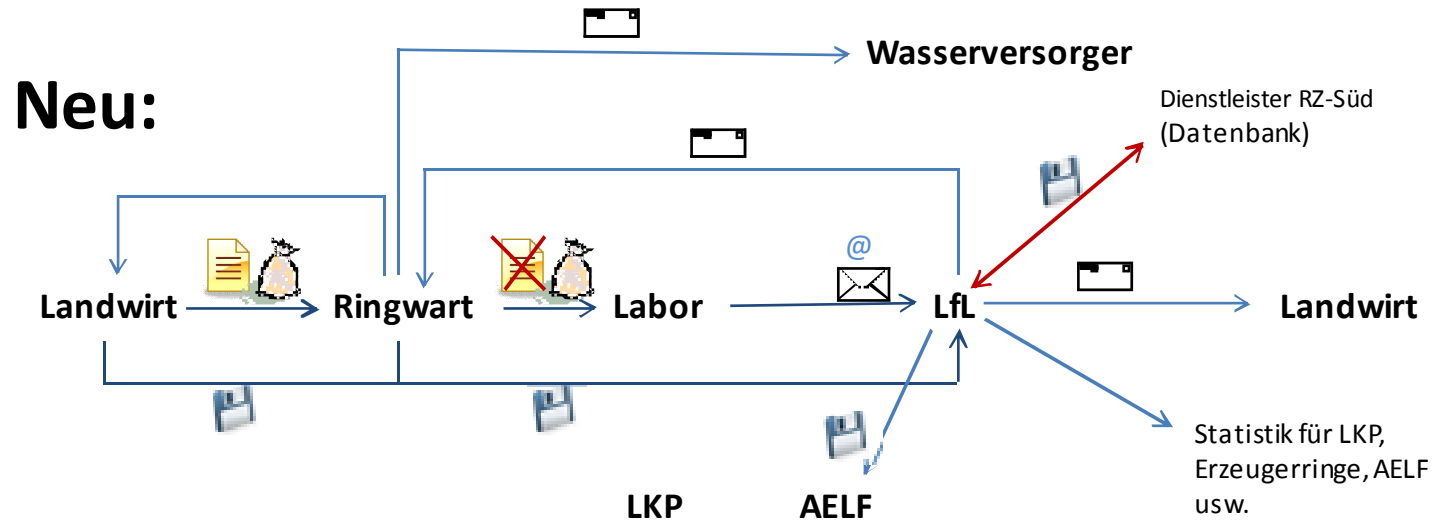 Wasserversorger
Neu:
Dienstleister RZ-Süd
(Datenbank)
@
Landwirt
Ringwart
Labor
LfL
Landwirt
Statistik für LKP,
Erzeugerringe, AELF
usw.
LKP
AELF